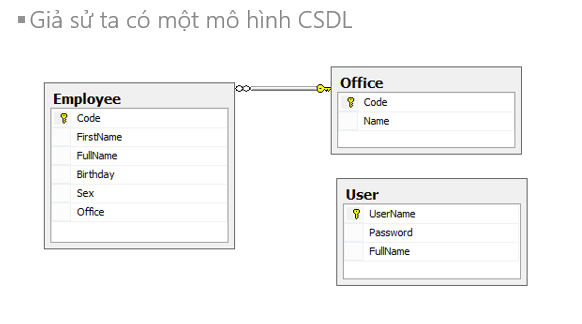 ▪Giả sử ta có một mô hình CSDL
Employee
Code
FirstName
FullName
Birthday
Sex
Office
Office
Code
Name
User
UserName
Password
FullName